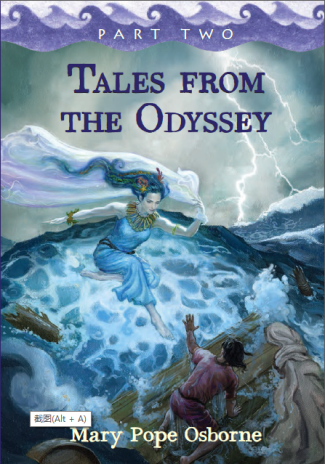 PART TWO
TALES FROM
THE ODYSSEY
截图(Alt + A)
Mary Pope Osborne